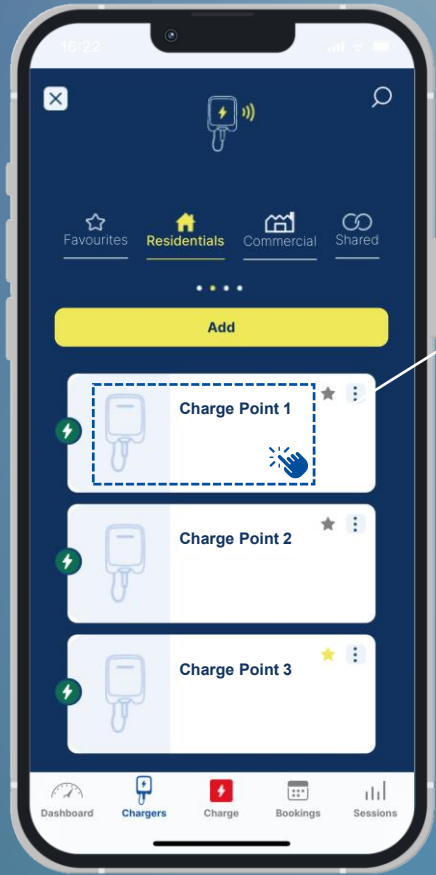 16:22
Favourites Residentials Commercial Shared
Add
Charge Point 1
Charge Point 2
Charge Point 3
Dashboard Chargers Charge Bookings Sessions